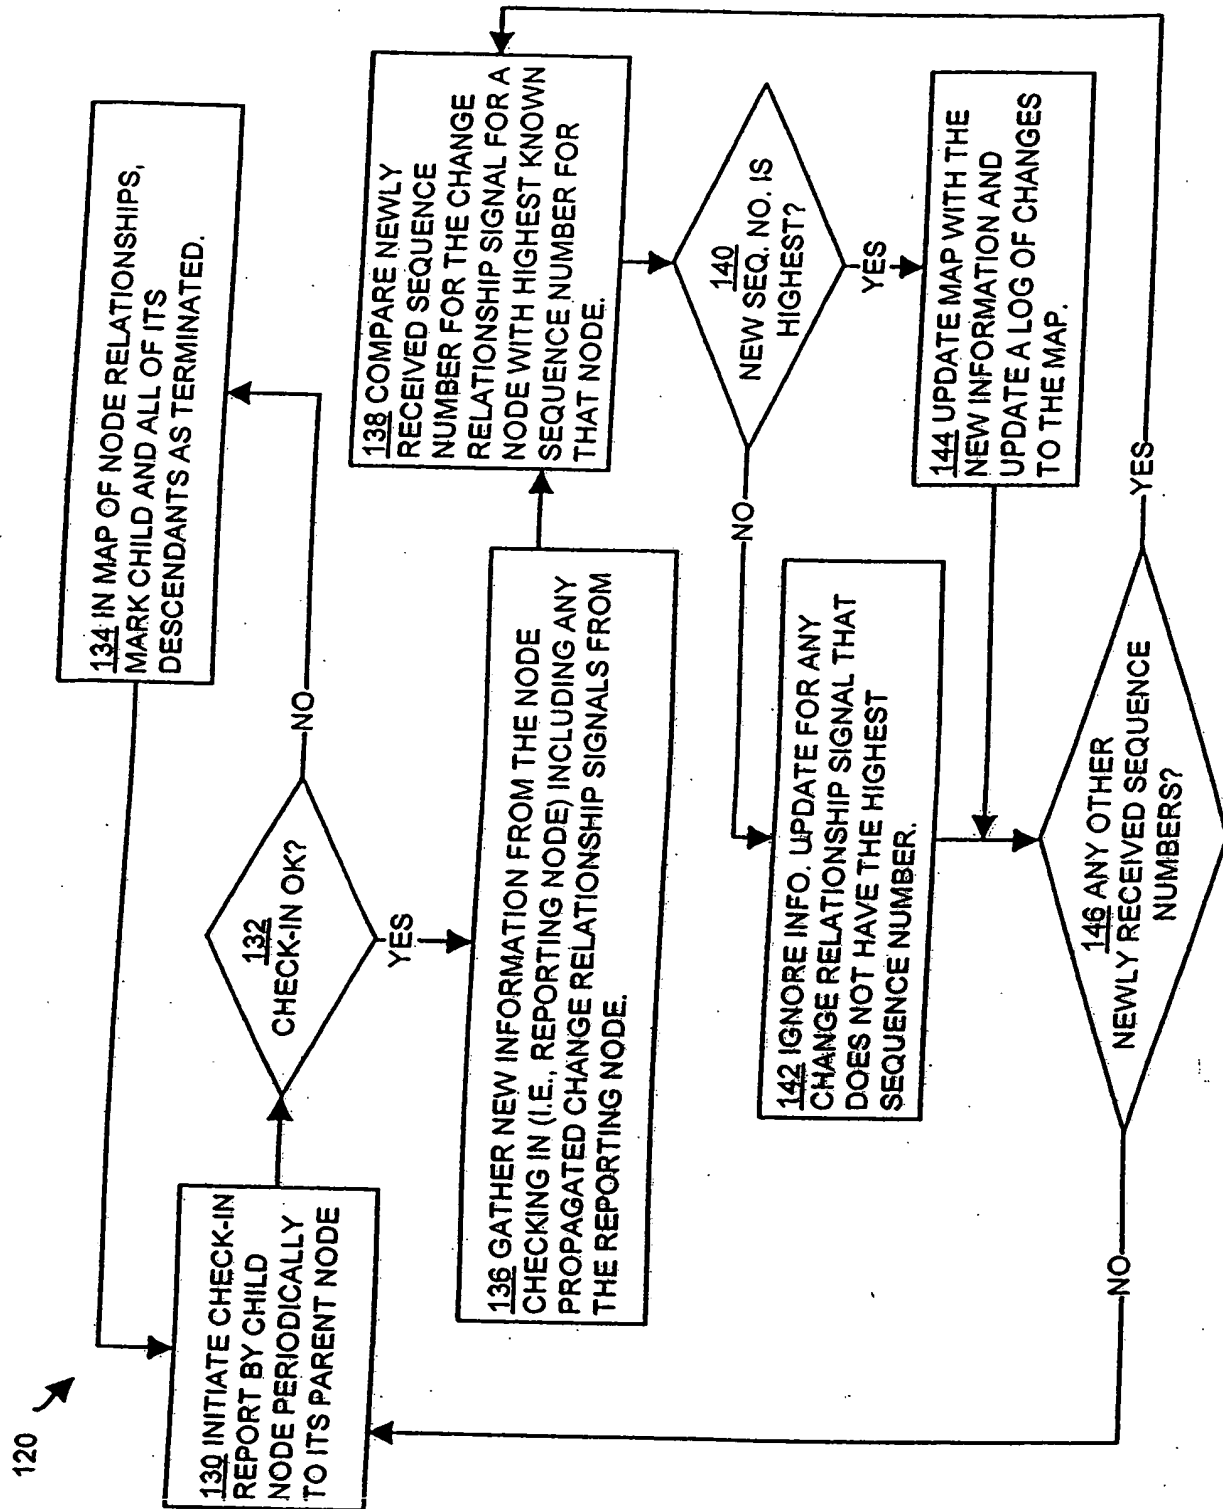 120
130 INITIATE CHECK-IN
REPORT BY CHILD
NODE PERIODICALLY
TO ITS PARENT NODE
132
CHECK-IN OK?
NO
YES
134 IN MAP OF NODE RELATIONSHIPS,
MARK CHILD AND ALL OF ITS
DESCENDANTS AS TERMINATED.
136 GATHER NEW INFORMATION FROM THE NODE
CHECKING IN (I.E., REPORTING NODE) INCLUDING ANY
PROPAGATED CHANGE RELATIONSHIP SIGNALS FROM
THE REPORTING NODE.
138 COMPARE NEWLY
RECEIVED SEQUENCE
NUMBER FOR THE CHANGE
RELATIONSHIP SIGNAL FOR A
NODE WITH HIGHEST KNOWN
SEQUENCE NUMBER FOR
THAT NODE.
140
NEW SEQ. NO. IS
HIGHEST?
NO
YES
142 IGNORE INFO. UPDATE FOR ANY
CHANGE RELATIONSHIP SIGNAL THAT
DOES NOT HAVE THE HIGHEST
SEQUENCE NUMBER.
144 UPDATE MAP WITH THE
NEW INFORMATION AND
UPDATE A LOG OF CHANGES
TO THE MAP.
146 ANY OTHER
NEWLY RECEIVED SEQUENCE
NUMBERS?
NO
YES